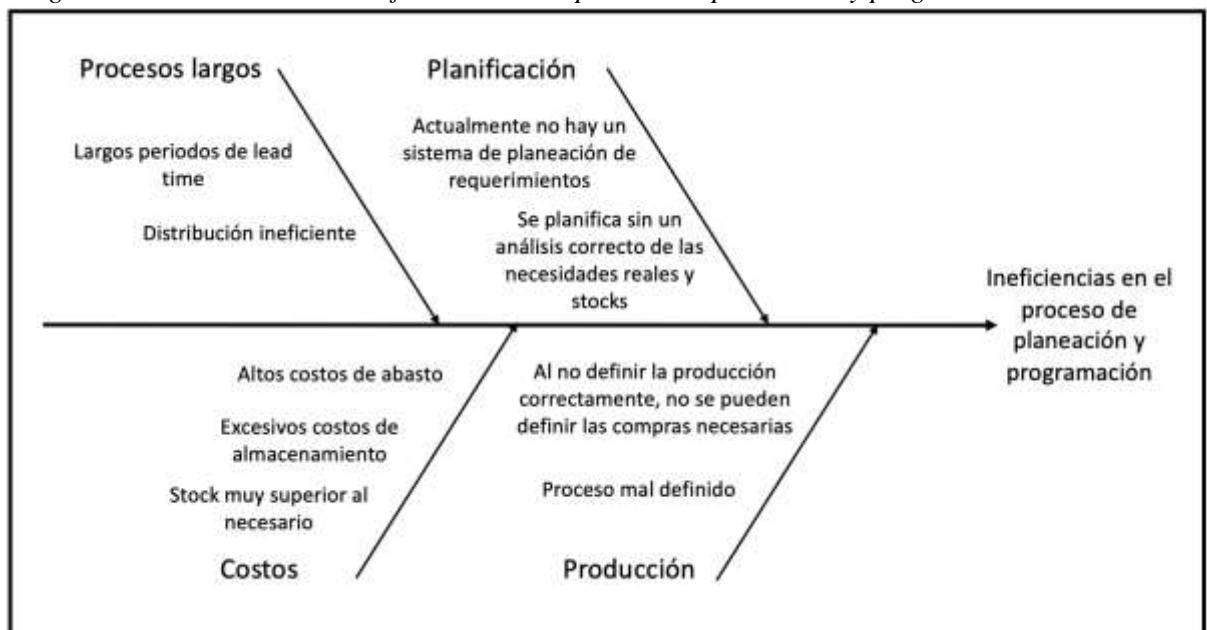 Procesos largos
Largos periodos de lead
time
Distribución ineficiente
Planificación
Actualmente no hay un
sistema de planeación de
requerimientos
Se planifica sin un
análisis correcto de las
necesidades reales y
stocks
Ineficiencias en el
proceso de
planeación y
programación
Altos costos de abasto
Excesivos costos de
almacenamiento
Stock muy superior al
necesario
Costos
Al no definir la producción
correctamente, no se pueden
definir las compras necesarias
Proceso mal definido
Producción